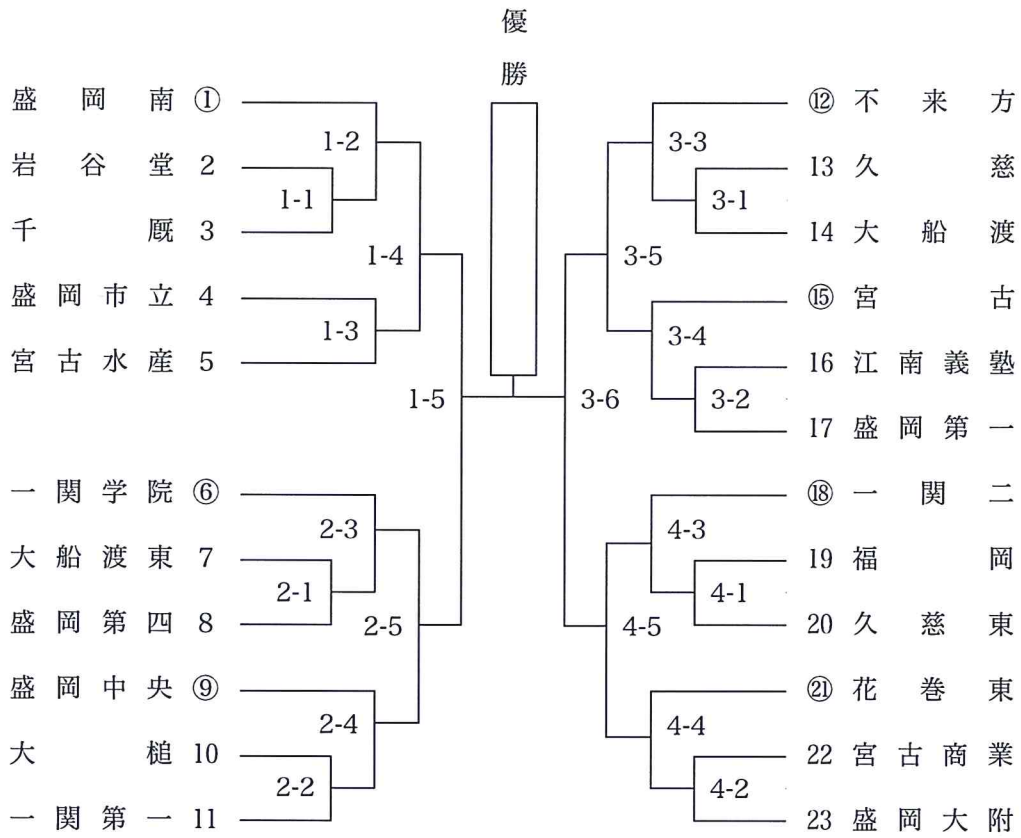 優
勝
盛岡南 ①
岩谷堂 2
千厩 3
盛岡市立 4
宮古水産 5
一関学院 ⑥
大船渡東 7
盛岡第四 8
盛岡中央 ⑨
大槌 10
一関第一 11
1-2
1-1
1-4
1-3
1-5
2-3
2-1
2-5
2-4
2-2
3-3
3-1
3-5
3-4
3-2
3-6
4-3
4-1
4-5
4-4
4-2
⑫ 不来方
13 久慈
14 大船渡
⑮ 宮古
16 江南義塾
17 盛岡第一
⑱ 一関二
19 福岡
20 久慈東
㉑ 花巻東
22 宮古商業
23 盛岡大附